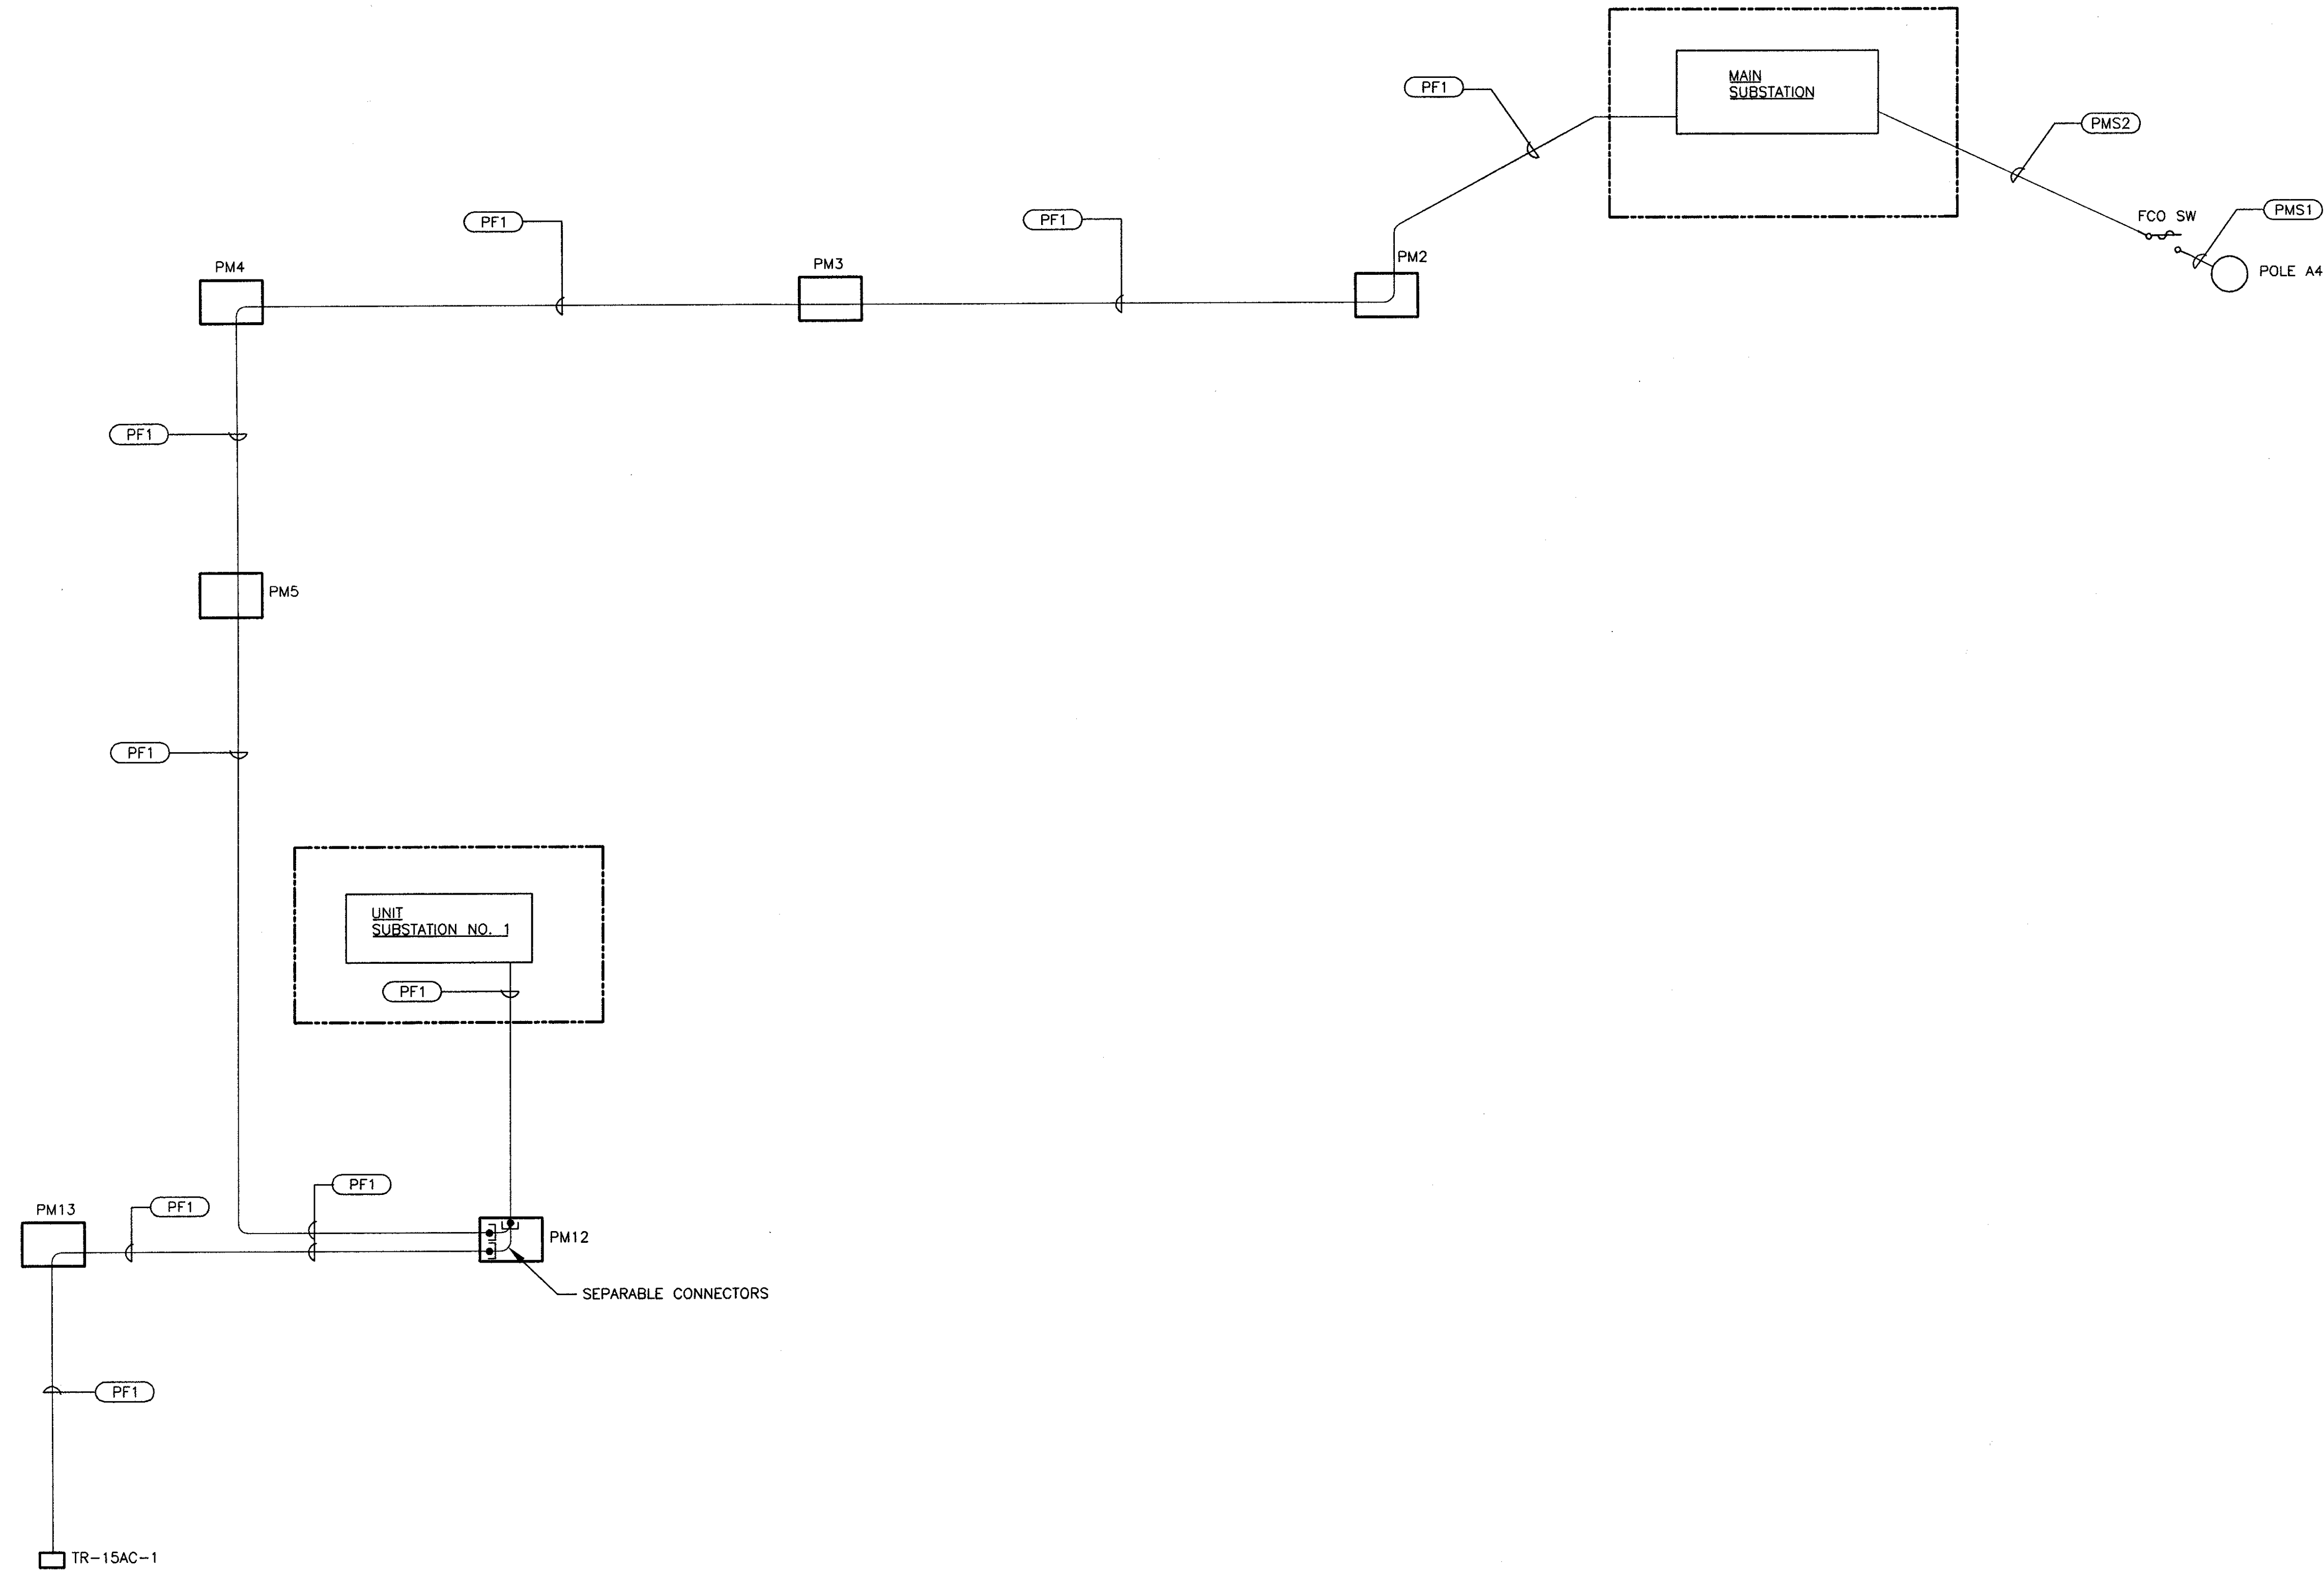 MAIN
SUBSTATION
PF1
PMS2
PMS1
FCO SW
POLE A4
PF1
PF1
PM2
PM3
PM4
PF1
PM5
PF1
UNIT
SUBSTATION NO. 1
PF1
PF1
PF1
PM13
PM12
SEPARABLE CONNECTORS
PF1
TR-15AC-1